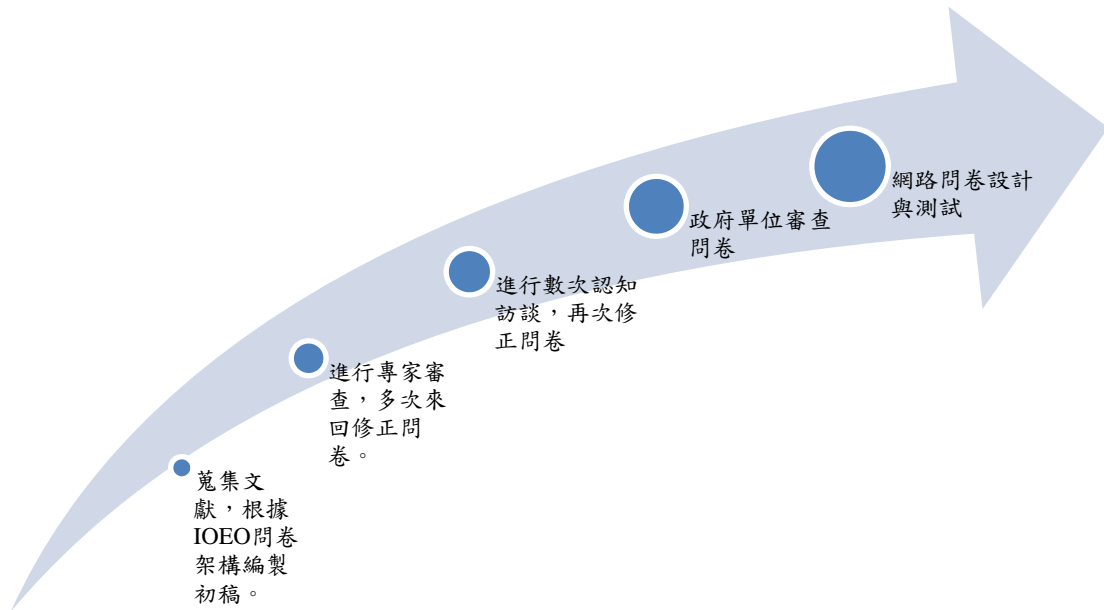 蒐集文
獻，根據
IOEO問卷
架構編製
初稿。
進行專家審
查，多次來
回修正問
卷。
進行數次認知
訪談，再次修
正問卷
政府單位審查
問卷
網路問卷設計
與測試